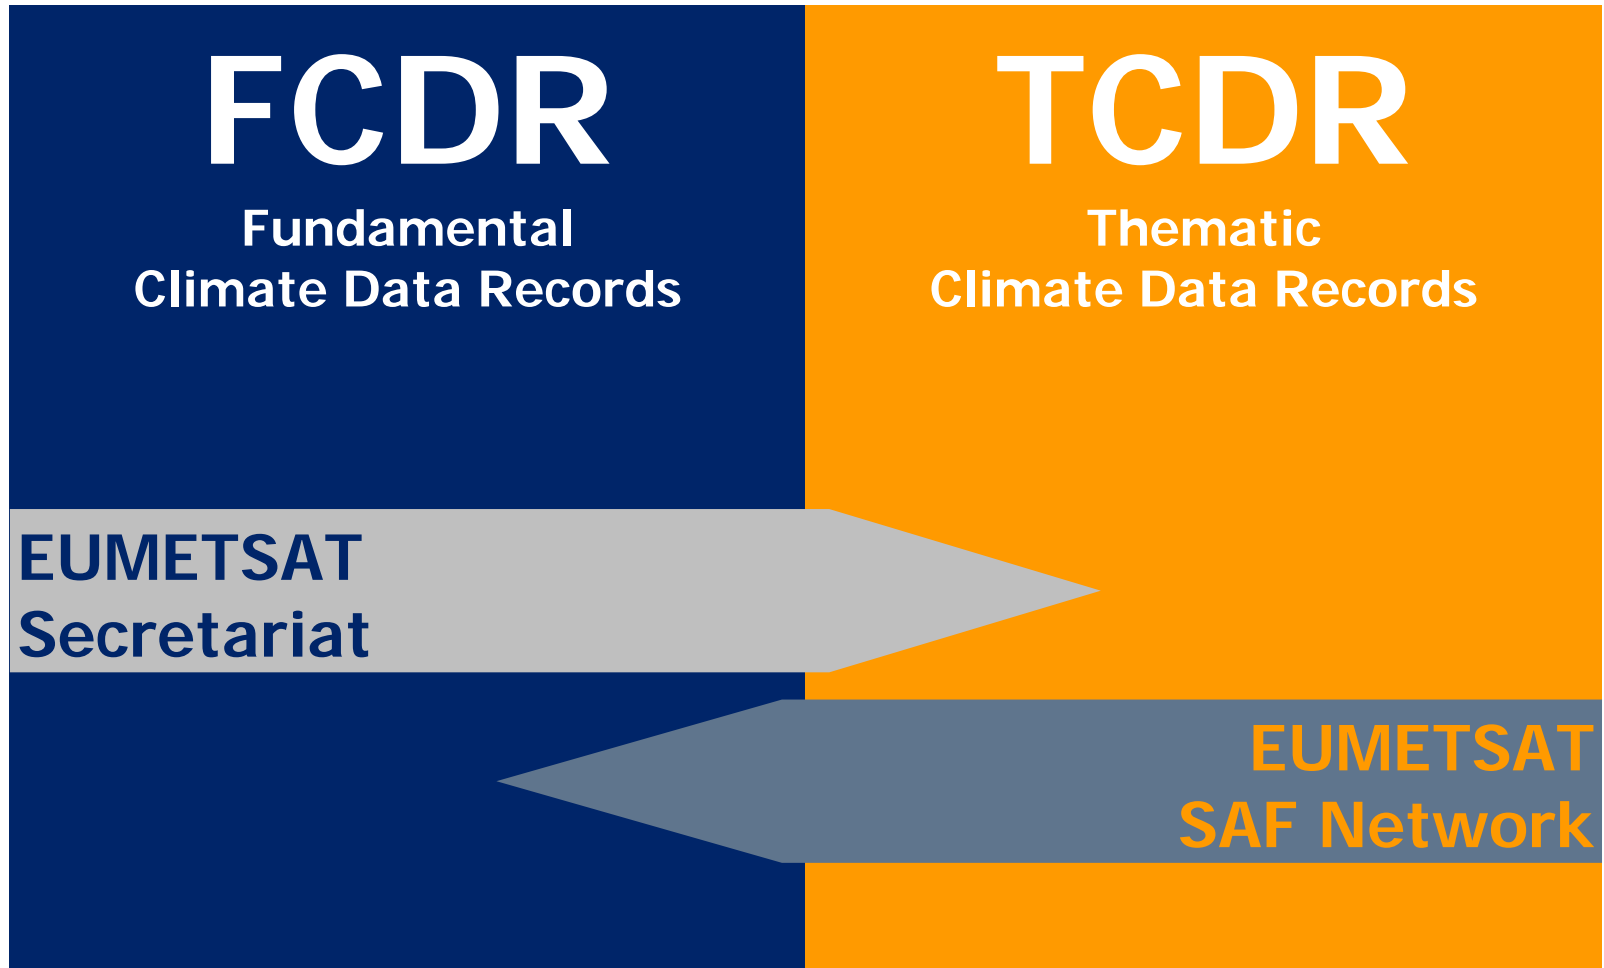 FCDR
Fundamental
Climate Data Records
TCDR
Thematic
Climate Data Records
EUMETSAT
Secretariat
EUMETSAT
SAF Network